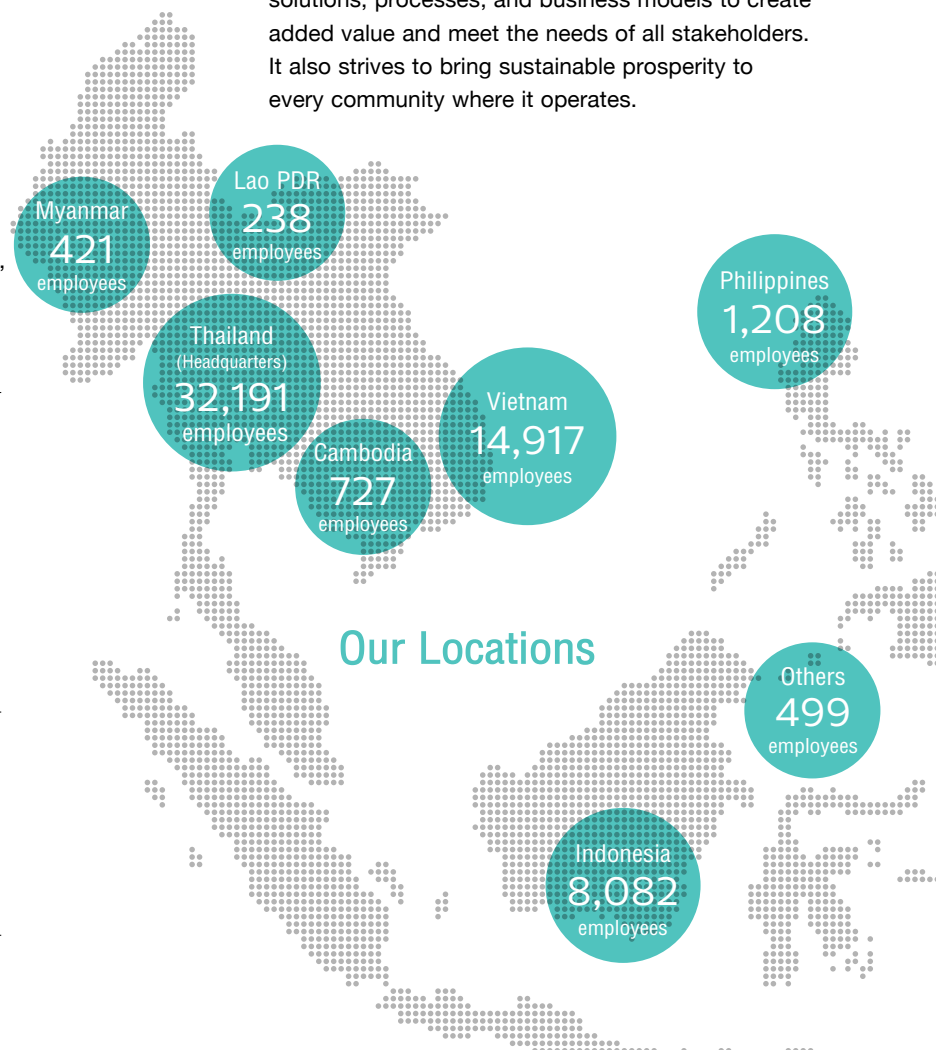 solutions, processes, and business models to create
added value and meet the needs of all stakeholders.
It also strives to bring sustainable prosperity to
every community where it operates.
Lao PDR
238
employees
Myanmar
421
employees
,
Philippines
1,208
employees
Thailand
(Headquarters)
32,191
employees
Vietnam
14,917
employees
Cambodia
727
employees
Our Locations
Others
499
employees
Indonesia
8,082
employees